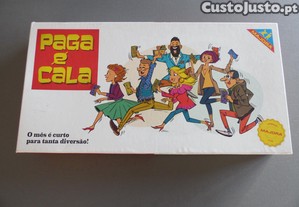 CustoJusto.pt
PAGA
E
CALA
O mês é curto
para tanta diversão!